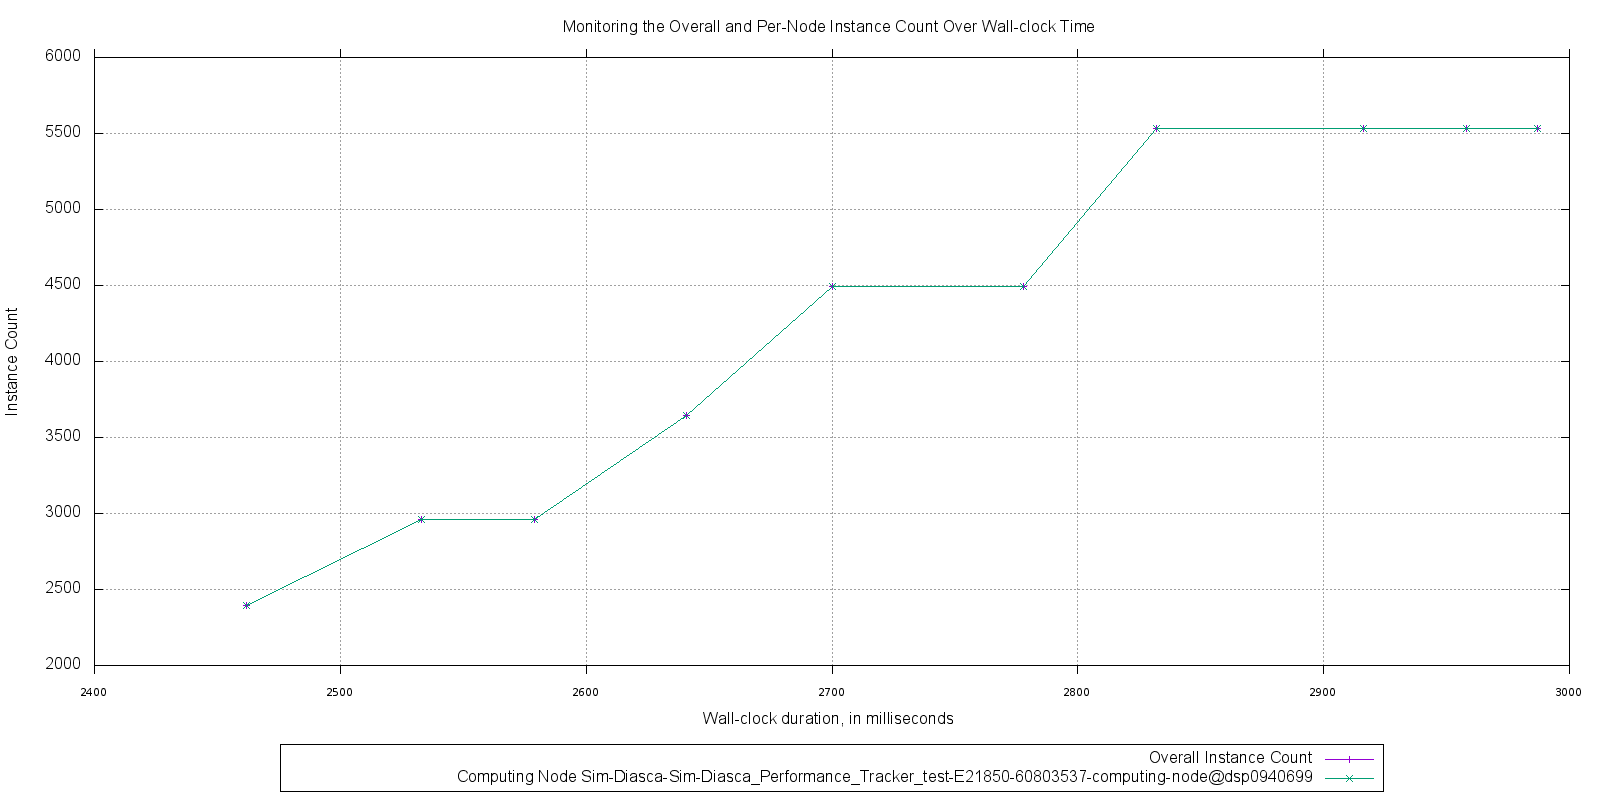 Monitoring the Overall and Per-Node Instance Count Over Wall-clock Time
6000
5500
5000
4500
4000
3500
3000
2500
2000
Instance Count
2400 2500 2600 2700 2800 2900 3000
Wall-clock duration, in milliseconds
Overall Instance Count
Computing Node Sim-Diasca-Sim-Diasca_Performance_Tracker_test-E21850-60803537-computing-node@dsp0940699